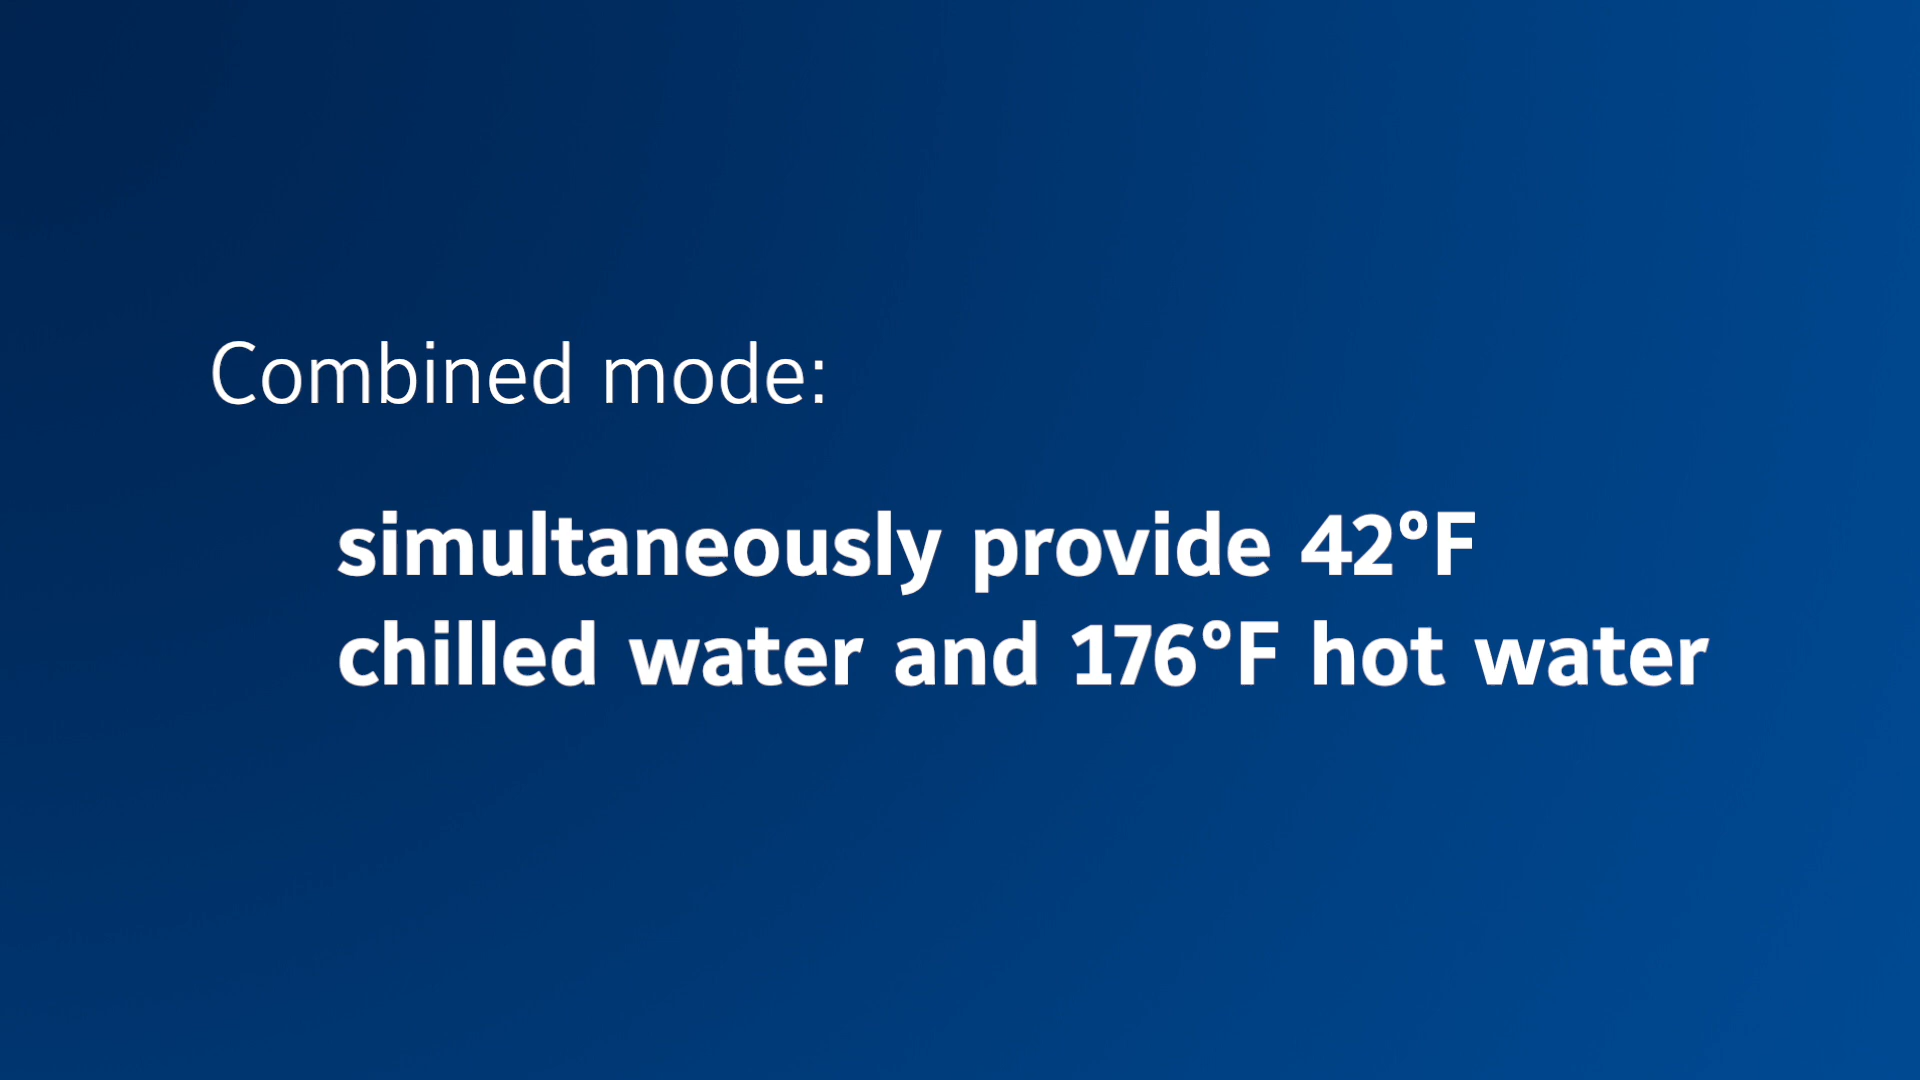 Combined mode:
simultaneously provide 42°F
chilled water and 176°F hot water